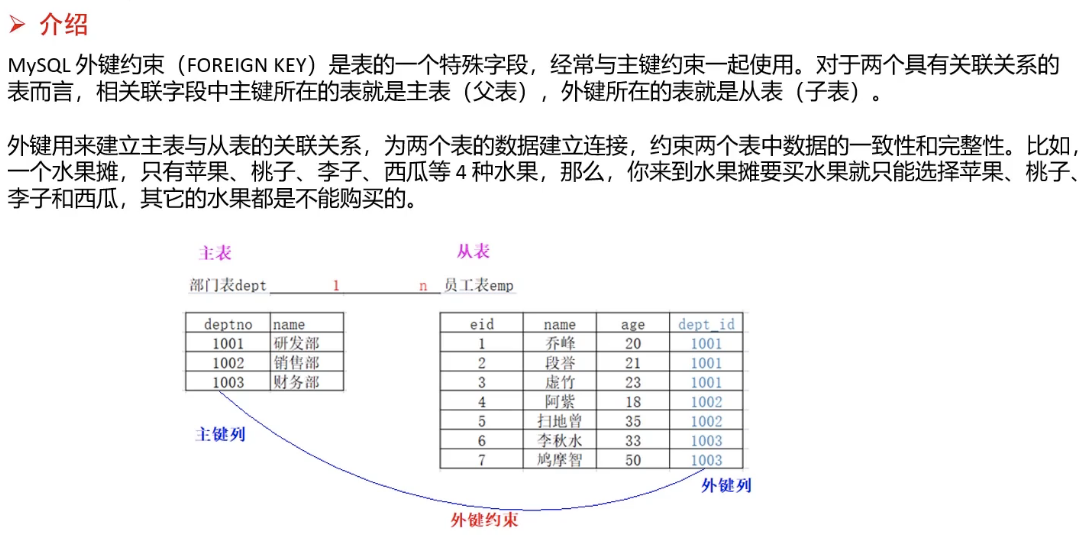 ➢ 介绍
MySQL 外键约束（FOREIGN KEY）是表的一个特殊字段，经常与主键约束一起使用。对于两个具有关联关系的
表而言，相关联字段中主键所在的表就是主表（父表），外键所在的表就是从表（子表）。
外键用来建立主表与从表的关联关系，为两个表的数据建立连接，约束两个表中数据的一致性和完整性。比如，
一个水果摊，只有苹果、桃子、李子、西瓜等 4 种水果，那么，你来到水果摊要买水果就只能选择苹果、桃子、
李子和西瓜，其它的水果都是不能购买的。
主表 从表
部门表dept 1 n 员工表emp
deptno name
1001 研发部
1002 销售部
1003 财务部
主键列
eid name age dept_id
1 乔峰 20 1001
2 段誉 21 1001
3 虚竹 23 1001
4 阿紫 18 1002
5 扫地曾 35 1002
6 李秋水 33 1003
7 鸠摩智 50 1003
外键列
外键约束